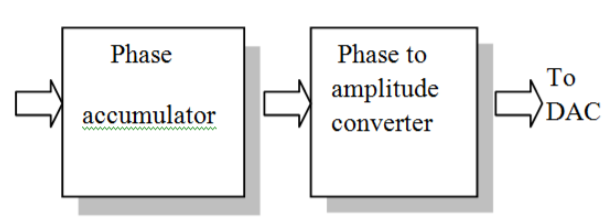 Phase
accumulator
Phase to
amplitude
converter
To
DAC